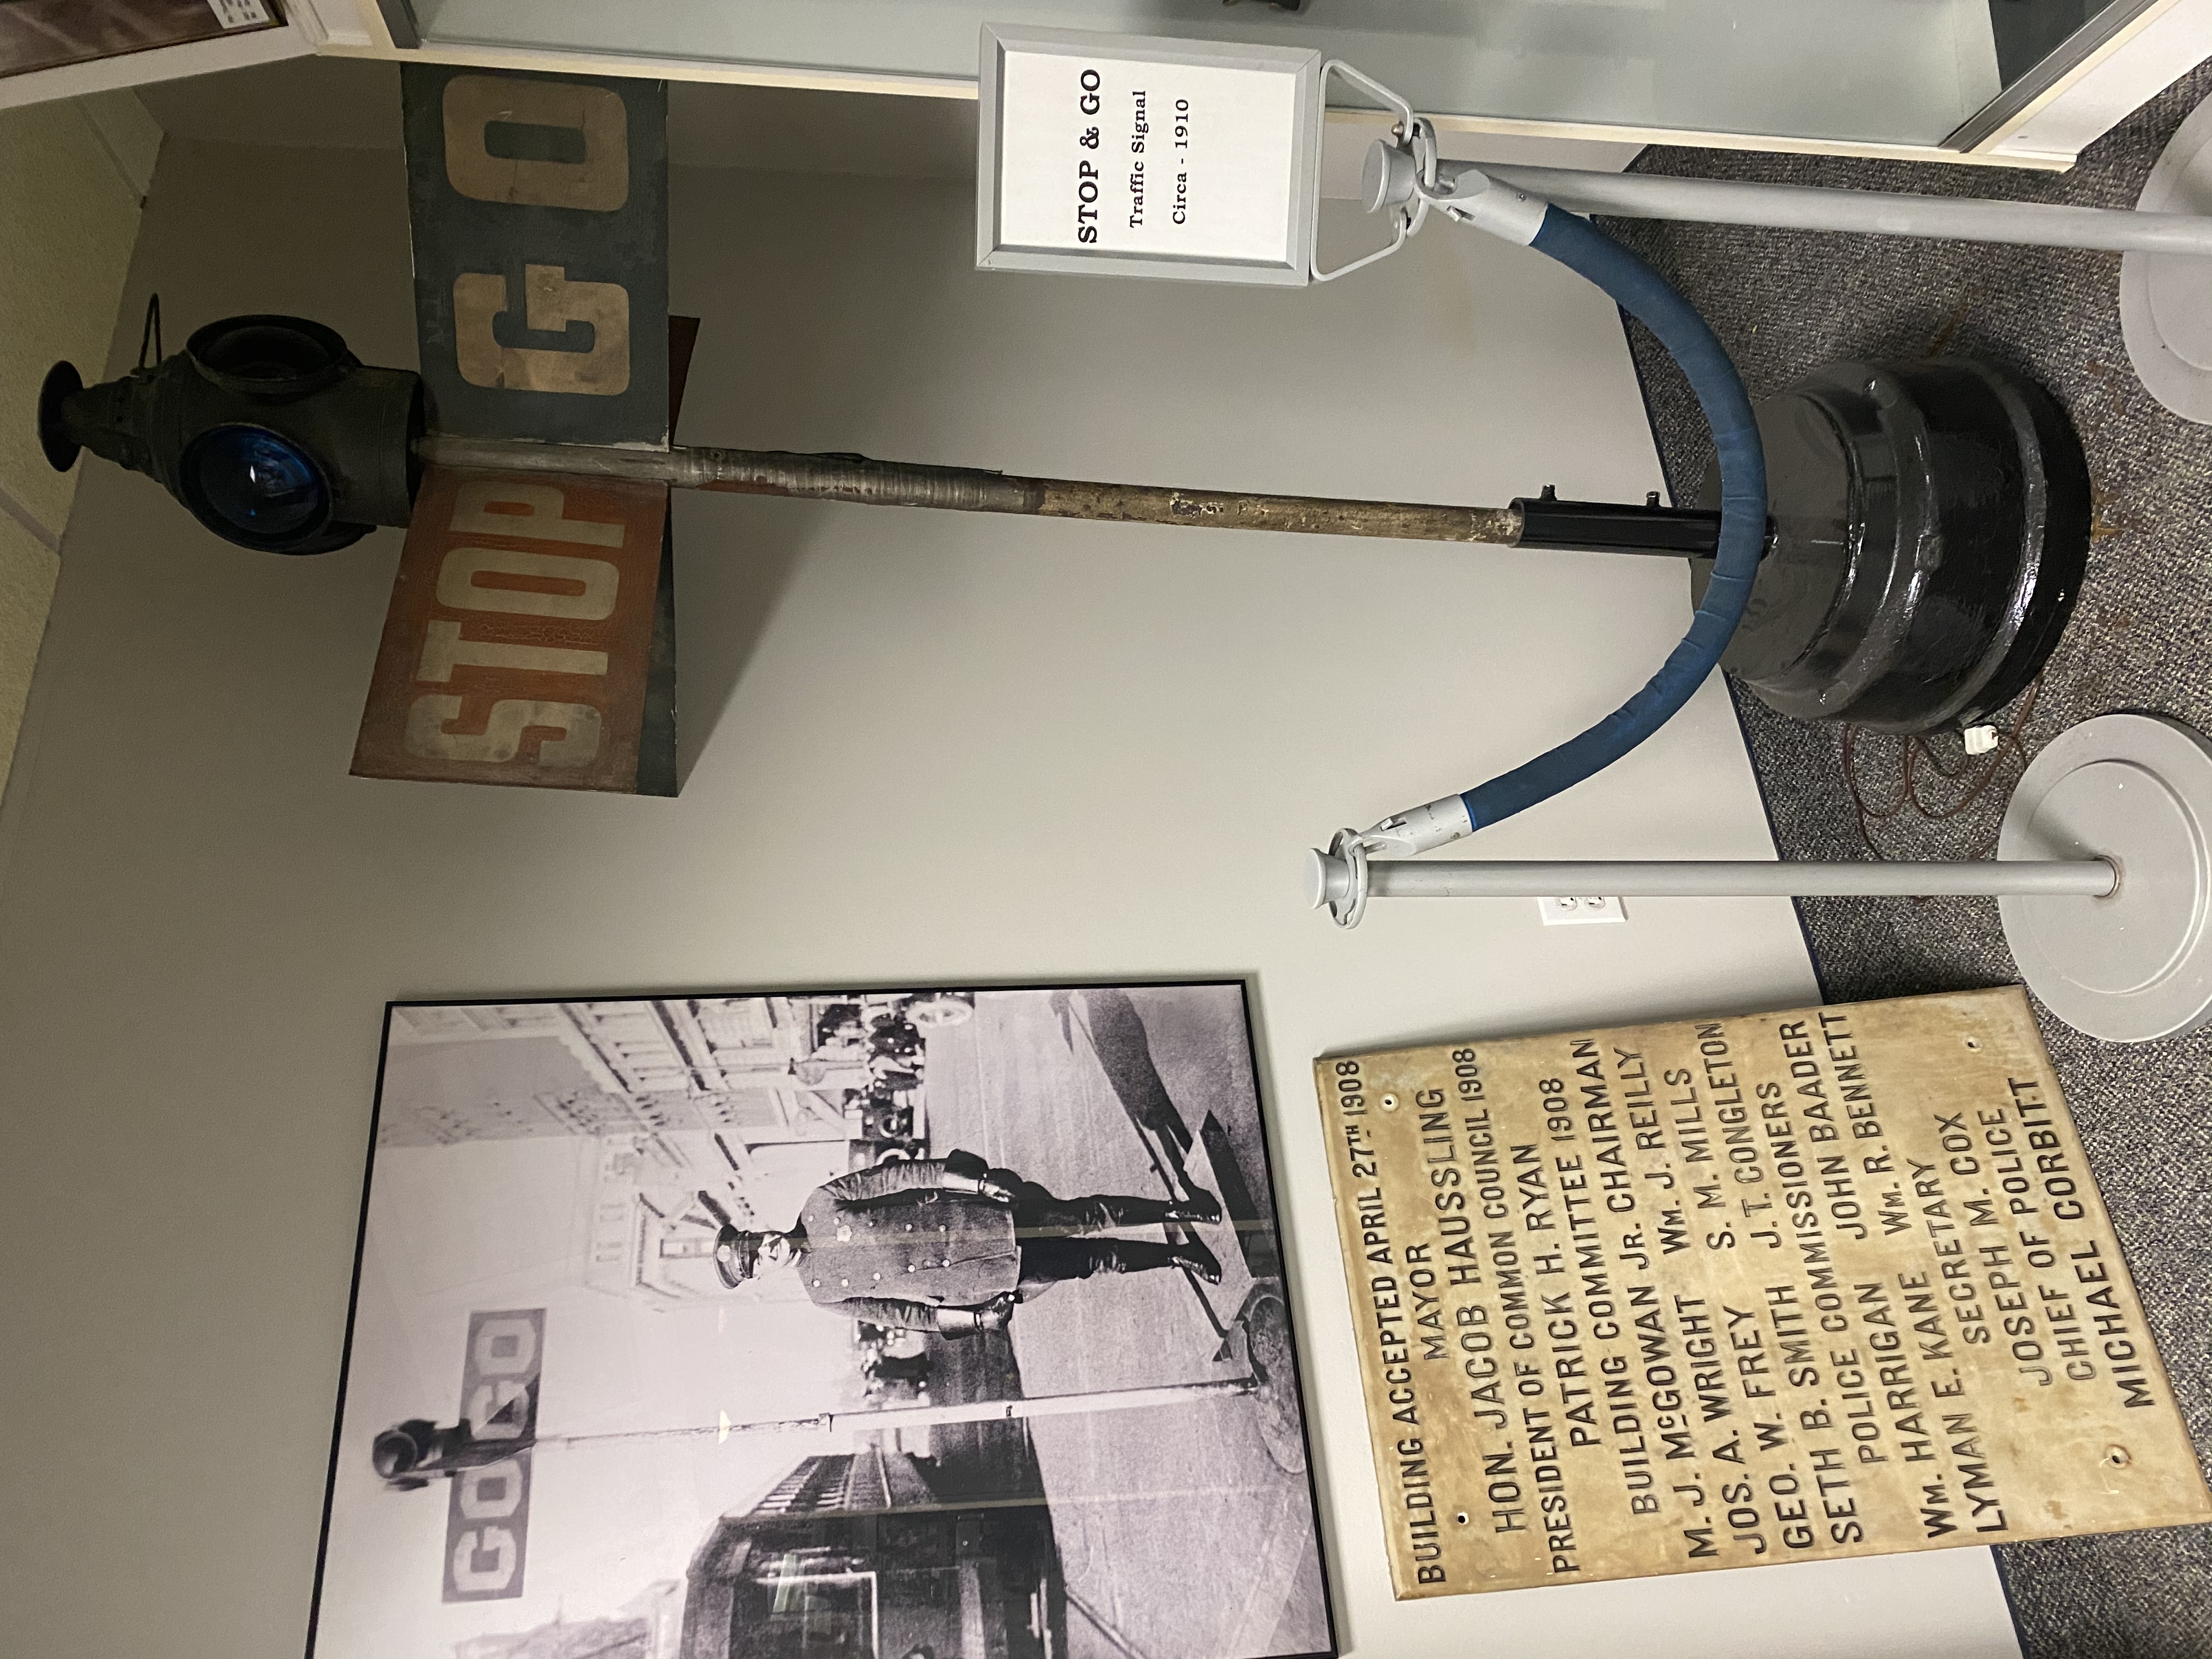 GO GO
STOP GO
STOP & GO
Traffic Signal
Circa - 1910
BUILDING ACCEPTED APRIL 27TH 1908
MAYOR
HON. JACOB HAUSSLING
PRESIDENT OF COMMON COUNCIL 1908
PATRICK H. RYAN
BUILDING COMMITTEE 1908
M. J. McGOWAN JR. CHAIRMAN
JOS. A. WRIGHT WM. J. REILLY
GEO. W. FREY S. M. MILLS
SETH B. SMITH J. T. CONGLETON
POLICE COMMISSIONERS
WM. HARRIGAN JOHN BAADER
LYMAN E. KANE WM. R. BENNETT
SECRETARY
JOSEPH M. COX
CHIEF OF POLICE
MICHAEL CORBITT